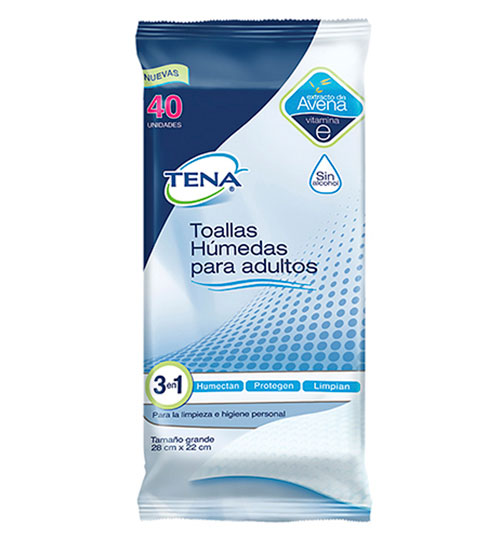 NUEVAS
40
UNIDADES
extracto de
Avena
vitamina
e
Sin
alcohol
TENA®
Toallas
Húmedas
para adultos
3 en 1
Humectan Protegen Limpian
Para la limpieza e higiene personal
Tamaño grande
28 cm x 22 cm